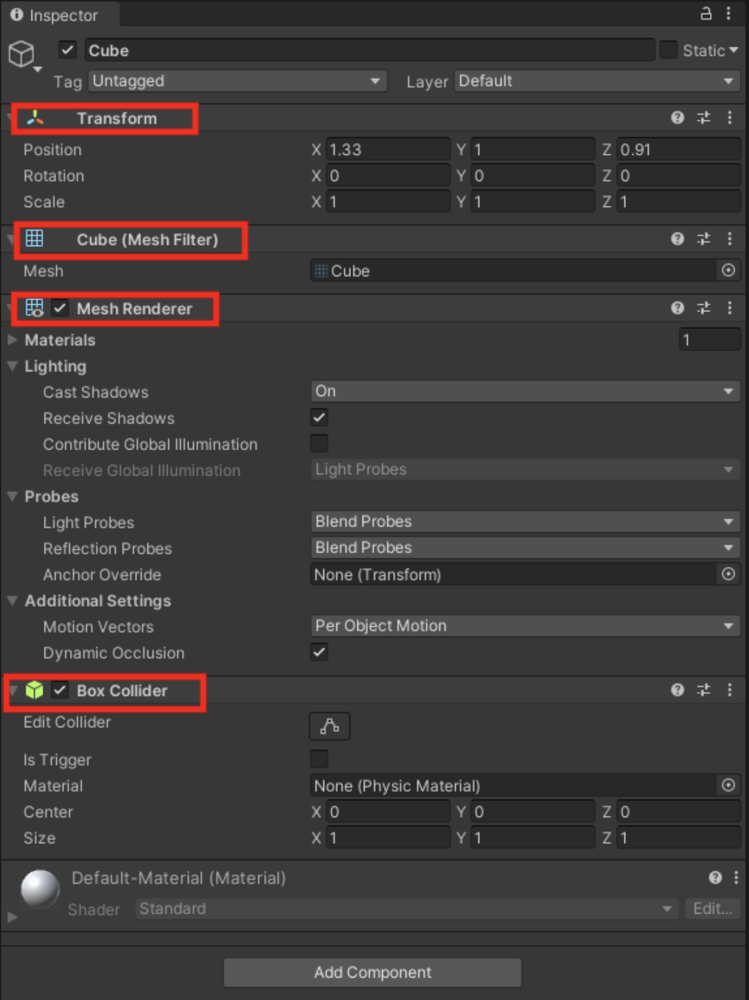 Inspector
Cube Static
Tag Untagged Layer Default
Transform
Position X 1.33 Y 1 Z 0.91
Rotation X 0 Y 0 Z 0
Scale X 1 Y 1 Z 1
Cube (Mesh Filter)
Mesh Cube
Mesh Renderer
Materials 1
Lighting
Cast Shadows On
Receive Shadows
Contribute Global Illumination
Receive Global Illumination Light Probes
Probes
Light Probes Blend Probes
Reflection Probes Blend Probes
Anchor Override None (Transform)
Additional Settings
Motion Vectors Per Object Motion
Dynamic Occlusion
Box Collider
Edit Collider
Is Trigger
Material None (Physic Material)
Center X 0 Y 0 Z 0
Size X 1 Y 1 Z 1
Default-Material (Material)
Shader Standard Edit...
Add Component